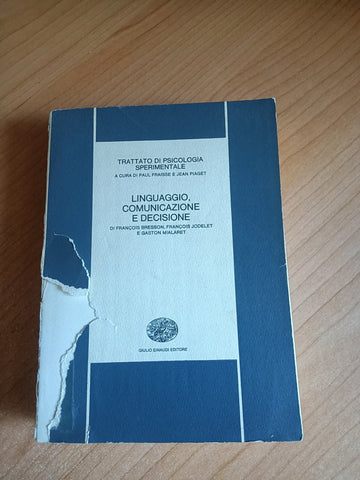 TRATTATO DI PSICOLOGIA
SPERIMENTALE
A CURA DI PAUL FRAISSE E JEAN PIAGET
LINGUAGGIO,
COMUNICAZIONE
E DECISIONE
DI FRANÇOIS BRESSON, FRANÇOIS JODELET
E GASTON MIALARET
GIULIO EINAUDI EDITORE